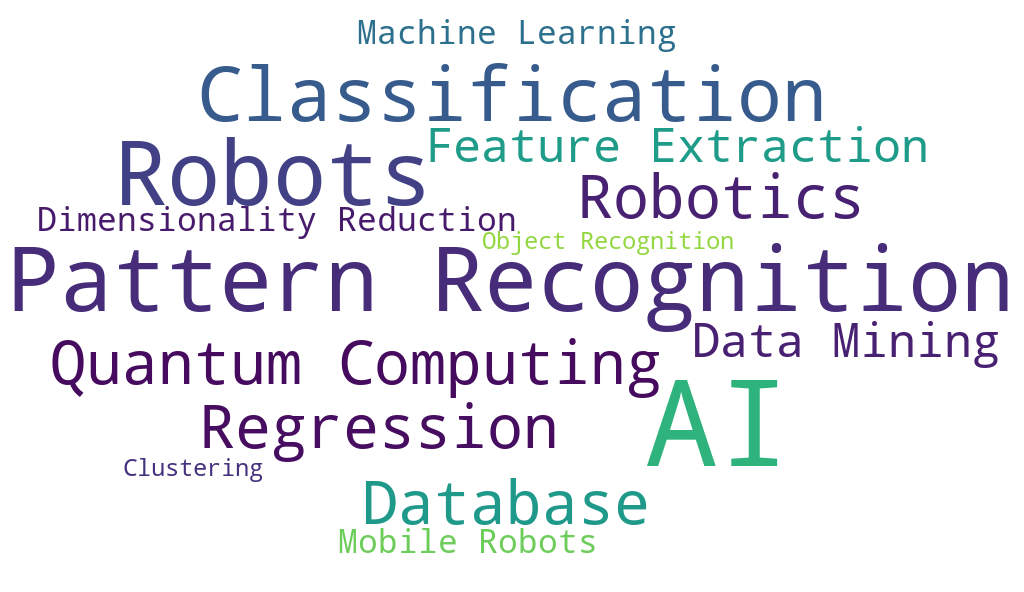 Machine Learning
Classification
Feature Extraction
Robots
Robotics
Dimensionality Reduction
Object Recognition
Pattern Recognition
Data Mining
Quantum Computing
AI
Regression
Clustering
Database
Mobile Robots